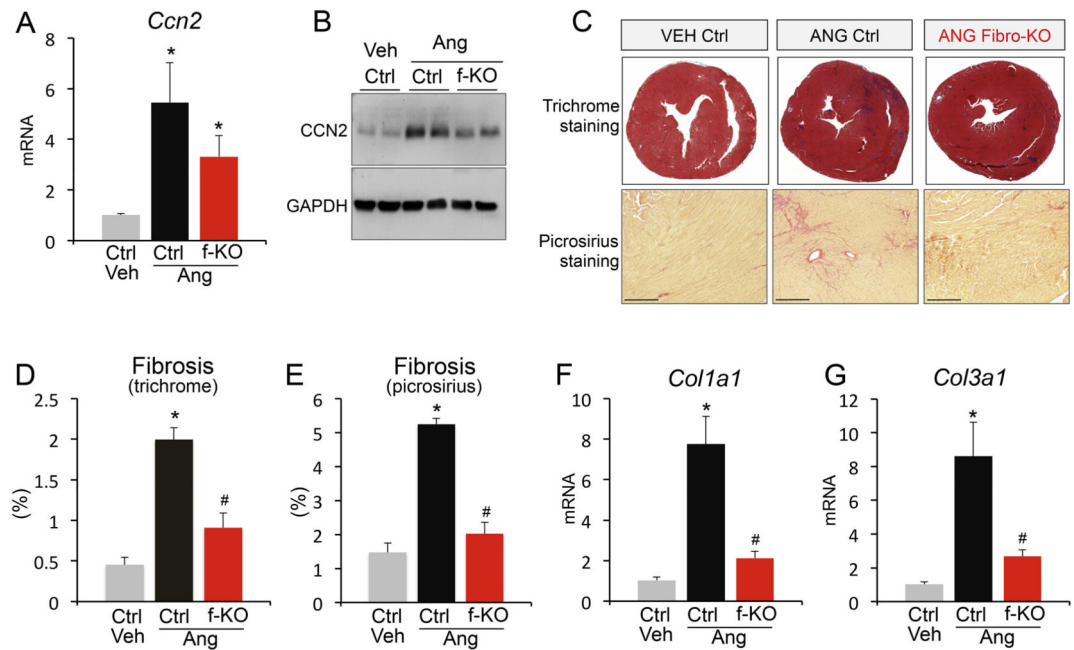 A
Ccn2
mRNA
8
6
4
2
0
*
*
Ctrl
Veh
Ctrl
f-KO
Ang
B
Veh
Ang
Ctrl
Ctrl
f-KO
CCN2
GAPDH
C
VEH Ctrl
ANG Ctrl
ANG Fibro-KO
Trichrome
staining
Picrosirius
staining
D
Fibrosis
(trichrome)
(%)
2.5
2
1.5
1
0.5
0
*
#
Ctrl
Veh
Ctrl
f-KO
Ang
E
Fibrosis
(picrosirius)
(%)
6
5
4
3
2
1
0
*
#
Ctrl
Veh
Ctrl
f-KO
Ang
F
Col1a1
mRNA
10
8
6
4
2
0
*
#
Ctrl
Veh
Ctrl
f-KO
Ang
G
Col3a1
mRNA
12
10
8
6
4
2
0
*
#
Ctrl
Veh
Ctrl
f-KO
Ang